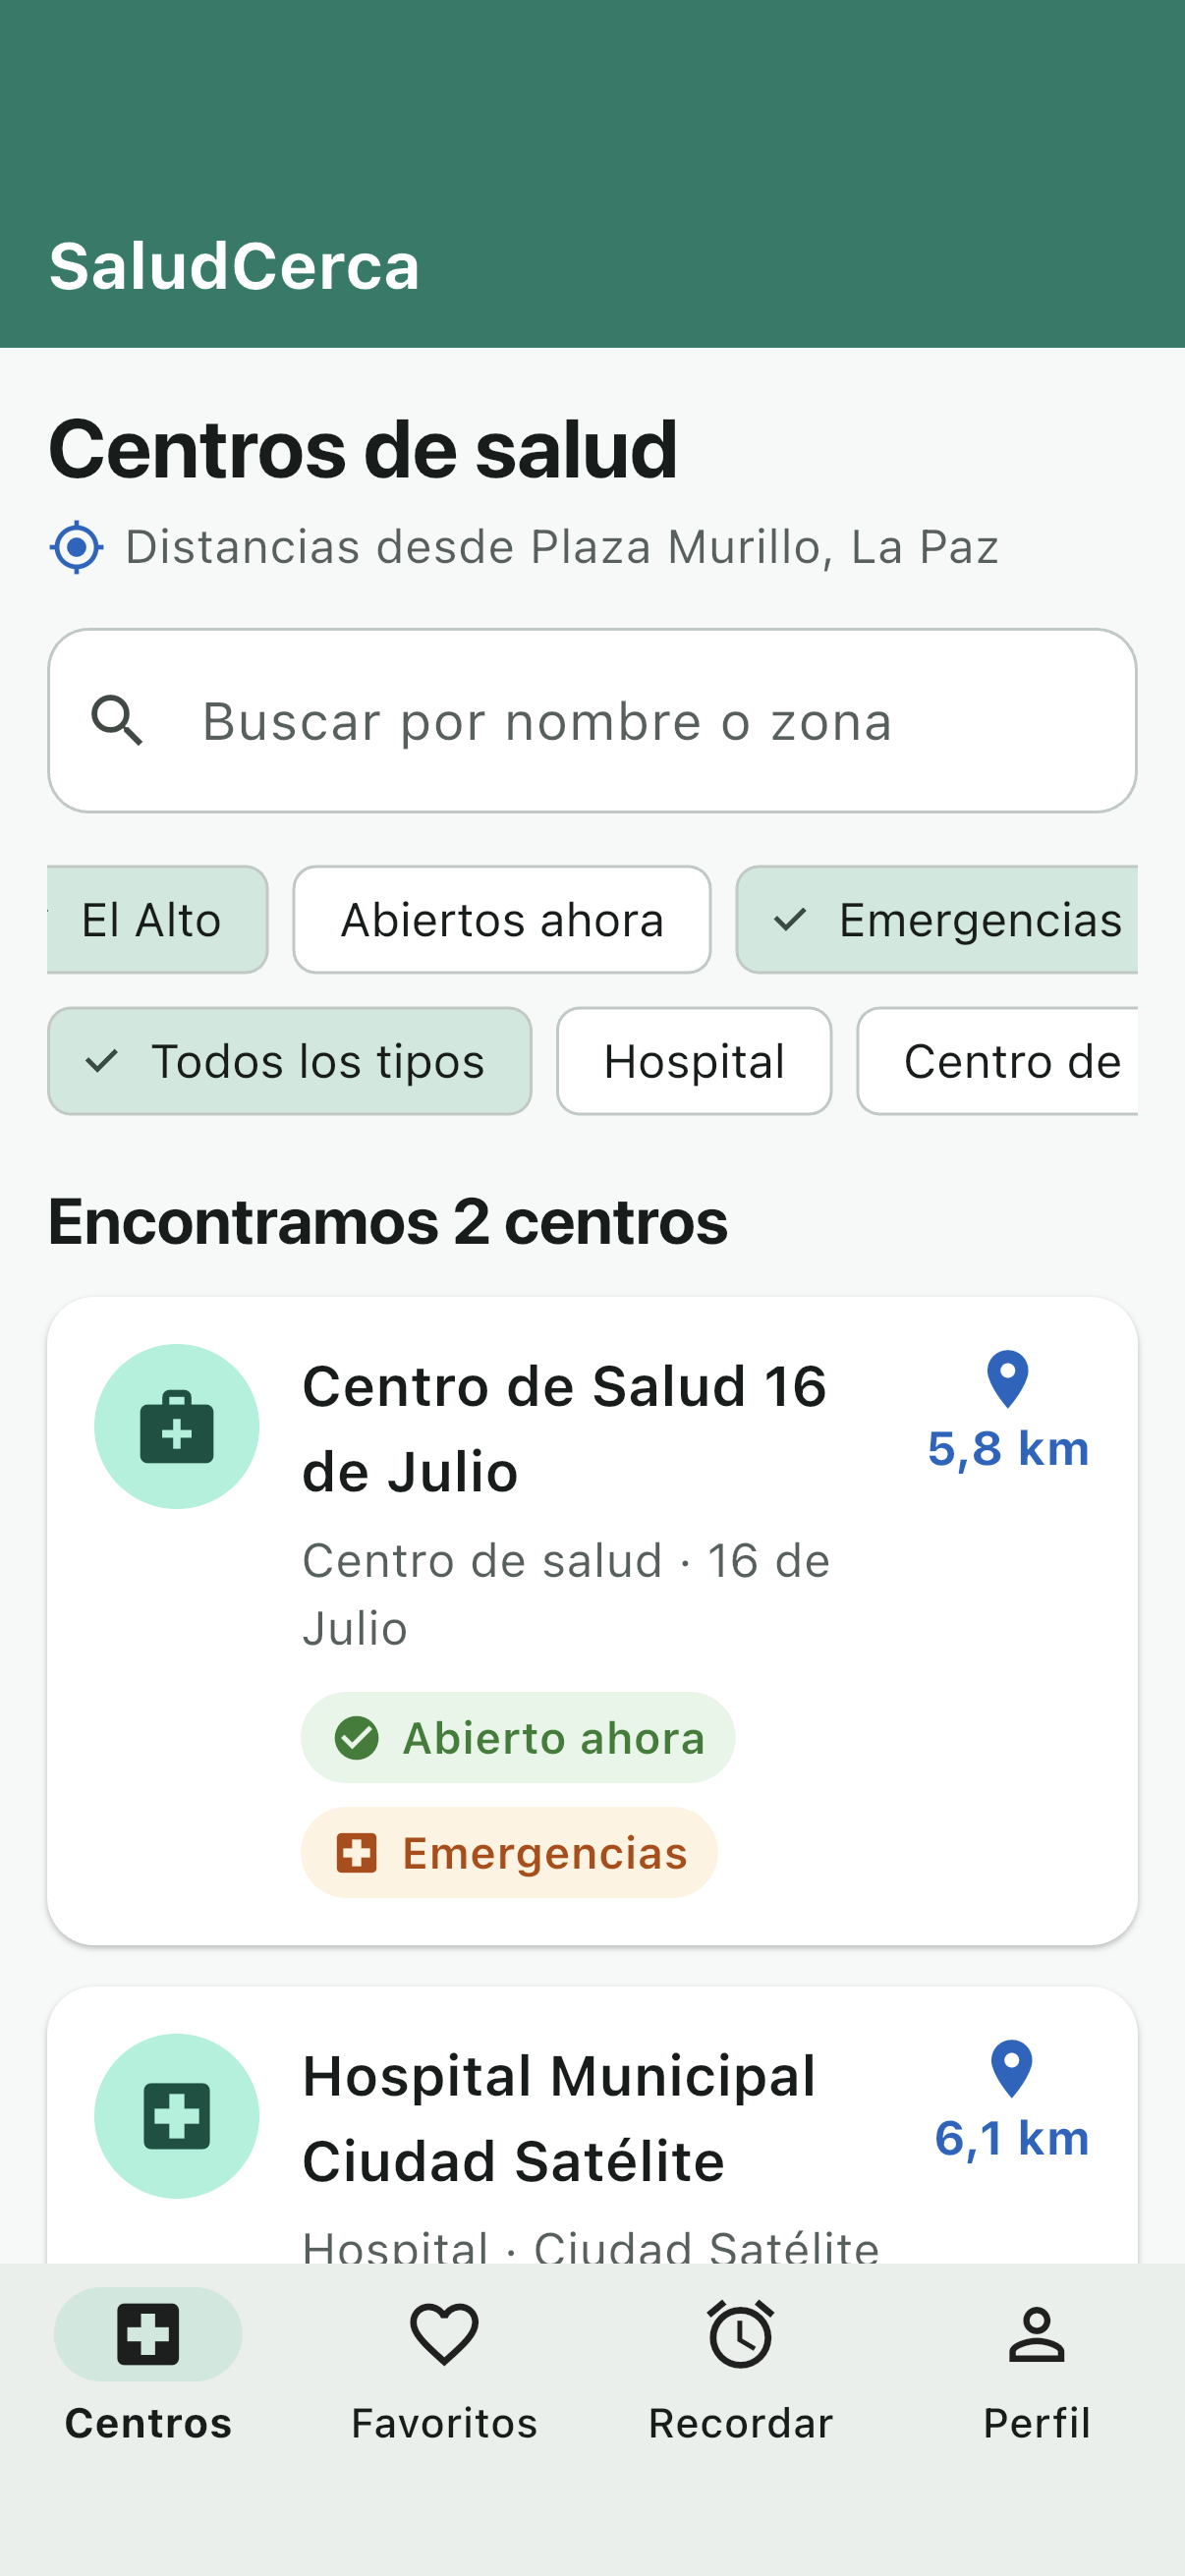 SaludCerca
Centros de salud
Distancias desde Plaza Murillo, La Paz
Buscar por nombre o zona
El Alto
Abiertos ahora
Emergencias
Todos los tipos
Hospital
Centro de
Encontramos 2 centros
Centro de Salud 16
de Julio
5,8 km
Centro de salud · 16 de
Julio
Abierto ahora
Emergencias
Hospital Municipal
Ciudad Satélite
6,1 km
Hospital · Ciudad Satélite
Centros
Favoritos
Recordar
Perfil